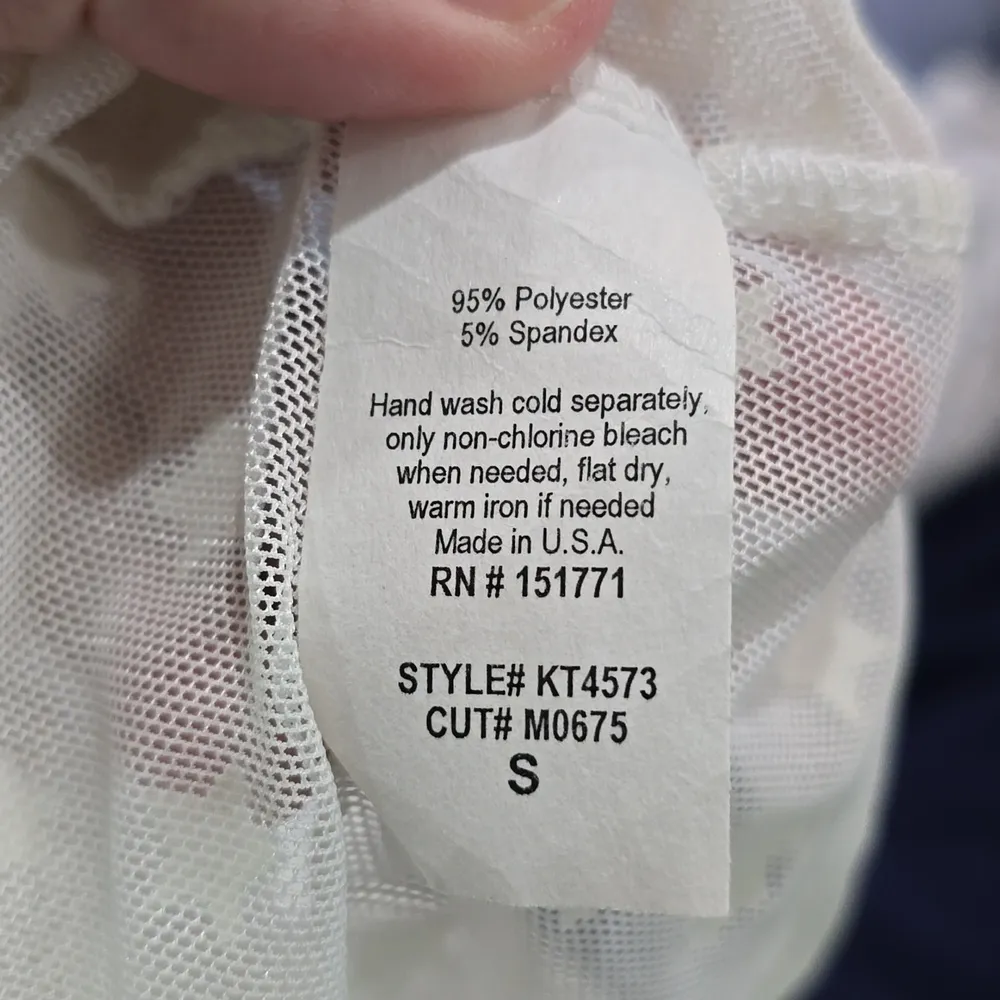 95% Polyester
5% Spandex
Hand wash cold separately,
only non-chlorine bleach
when needed, flat dry,
warm iron if needed
Made in U.S.A.
RN # 151771
STYLE# KT4573
CUT# M0675
S